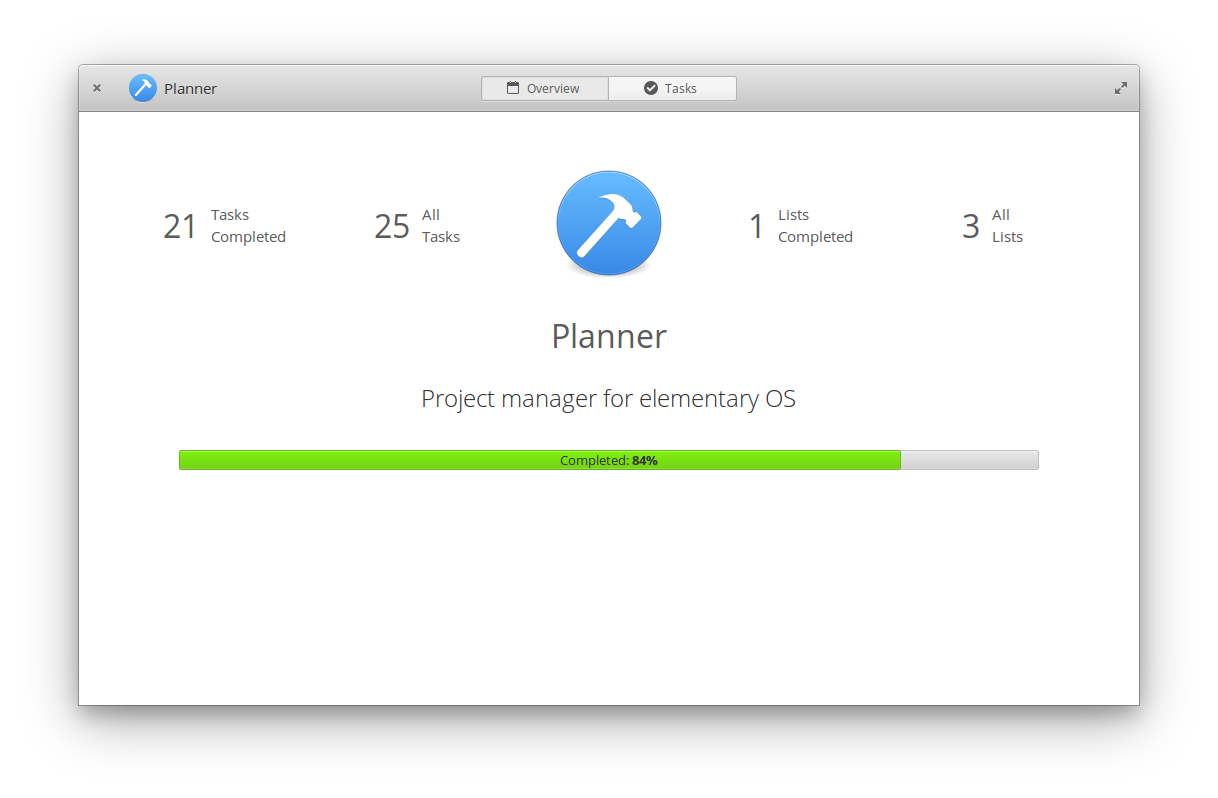 Planner
Overview
Tasks
21 Tasks Completed
25 All Tasks
1 Lists Completed
3 All Lists
Planner
Project manager for elementary OS
Completed: 84%